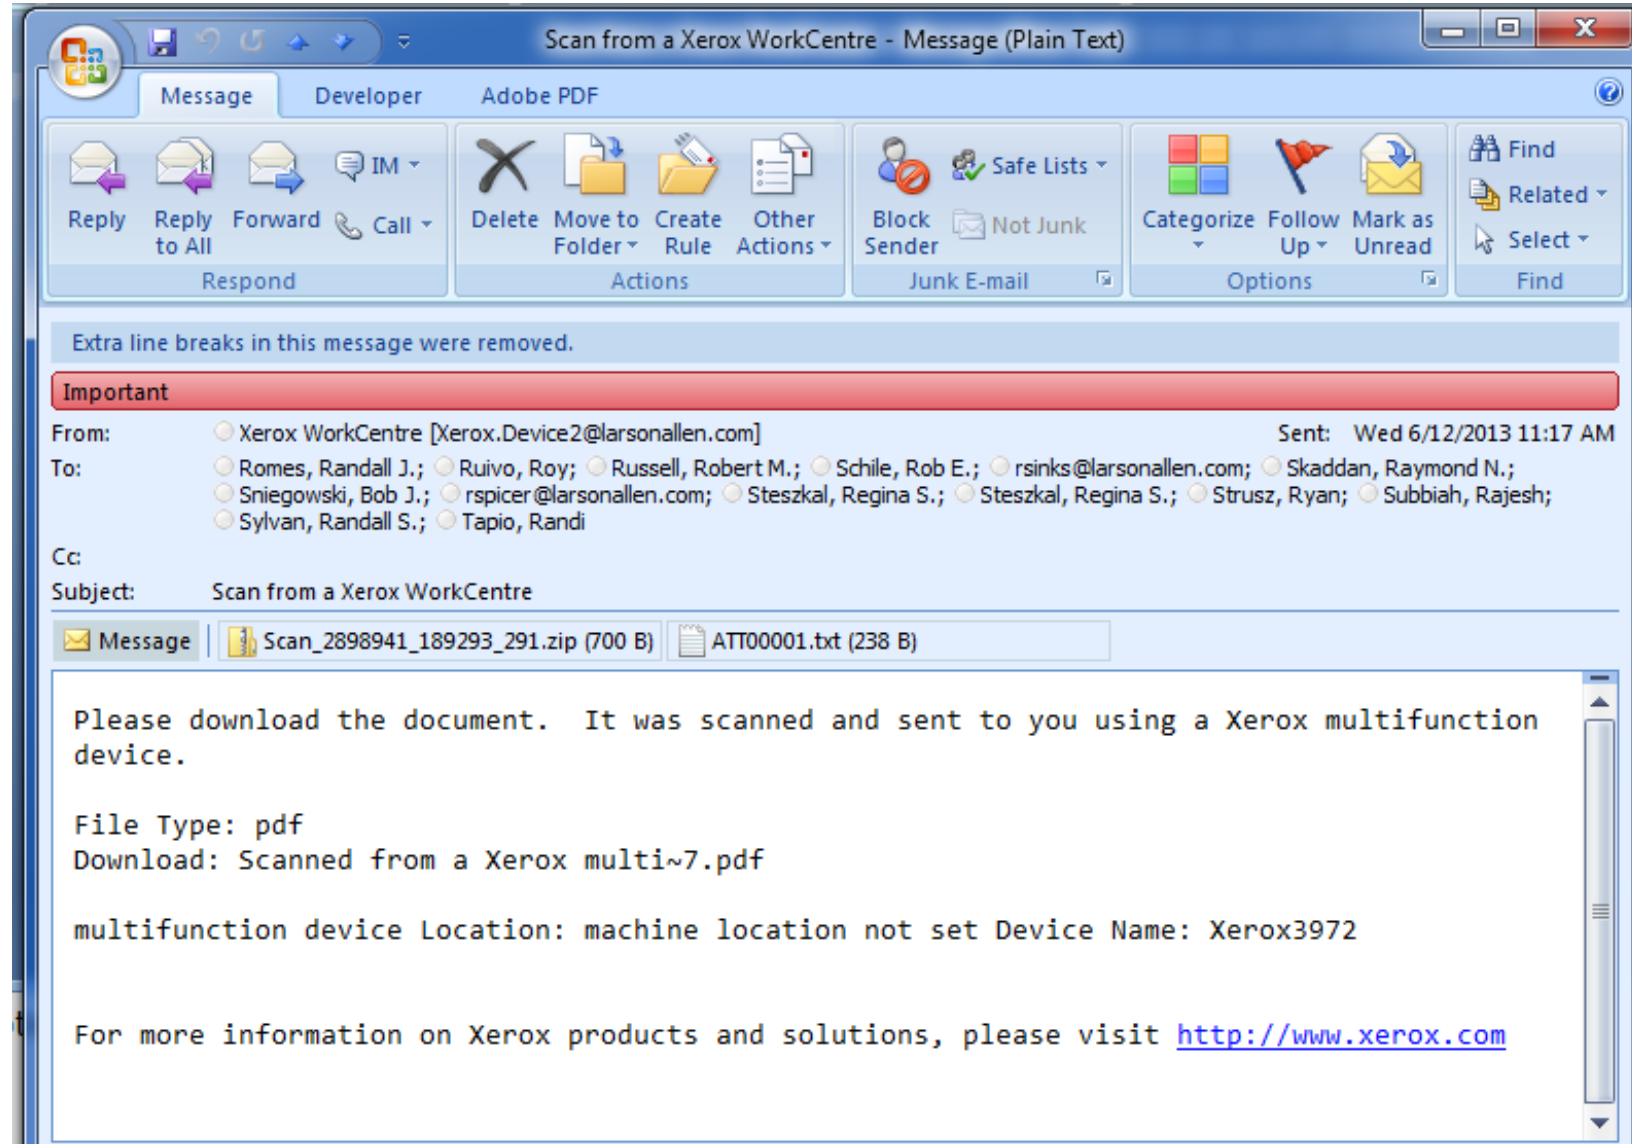 Scan from a Xerox WorkCentre - Message (Plain Text)
Message Developer Adobe PDF
Reply
Reply to All
Forward
IM
Call
Respond
Delete
Move to Folder
Create Rule
Other Actions
Actions
Block Sender
Safe Lists
Not Junk
Junk E-mail
Categorize
Follow Up
Mark as Unread
Options
Find
Related
Select
Find
Extra line breaks in this message were removed.
Important
From: Xerox WorkCentre [Xerox.Device2@larsonallen.com] Sent: Wed 6/12/2013 11:17 AM
To: Romes, Randall J.; Ruivo, Roy; Russell, Robert M.; Schile, Rob E.; rsinks@larsonallen.com; Skaddan, Raymond N.;
Sniegowski, Bob J.; rspicer@larsonallen.com; Steszkal, Regina S.; Steszkal, Regina S.; Strusz, Ryan; Subbiah, Rajesh;
Sylvan, Randall S.; Tapio, Randi
Cc:
Subject: Scan from a Xerox WorkCentre
Message Scan_2898941_189293_291.zip (700 B) ATT00001.txt (238 B)
Please download the document.  It was scanned and sent to you using a Xerox multifunction
device.
File Type: pdf
Download: Scanned from a Xerox multi~7.pdf
multifunction device Location: machine location not set Device Name: Xerox3972
For more information on Xerox products and solutions, please visit http://www.xerox.com